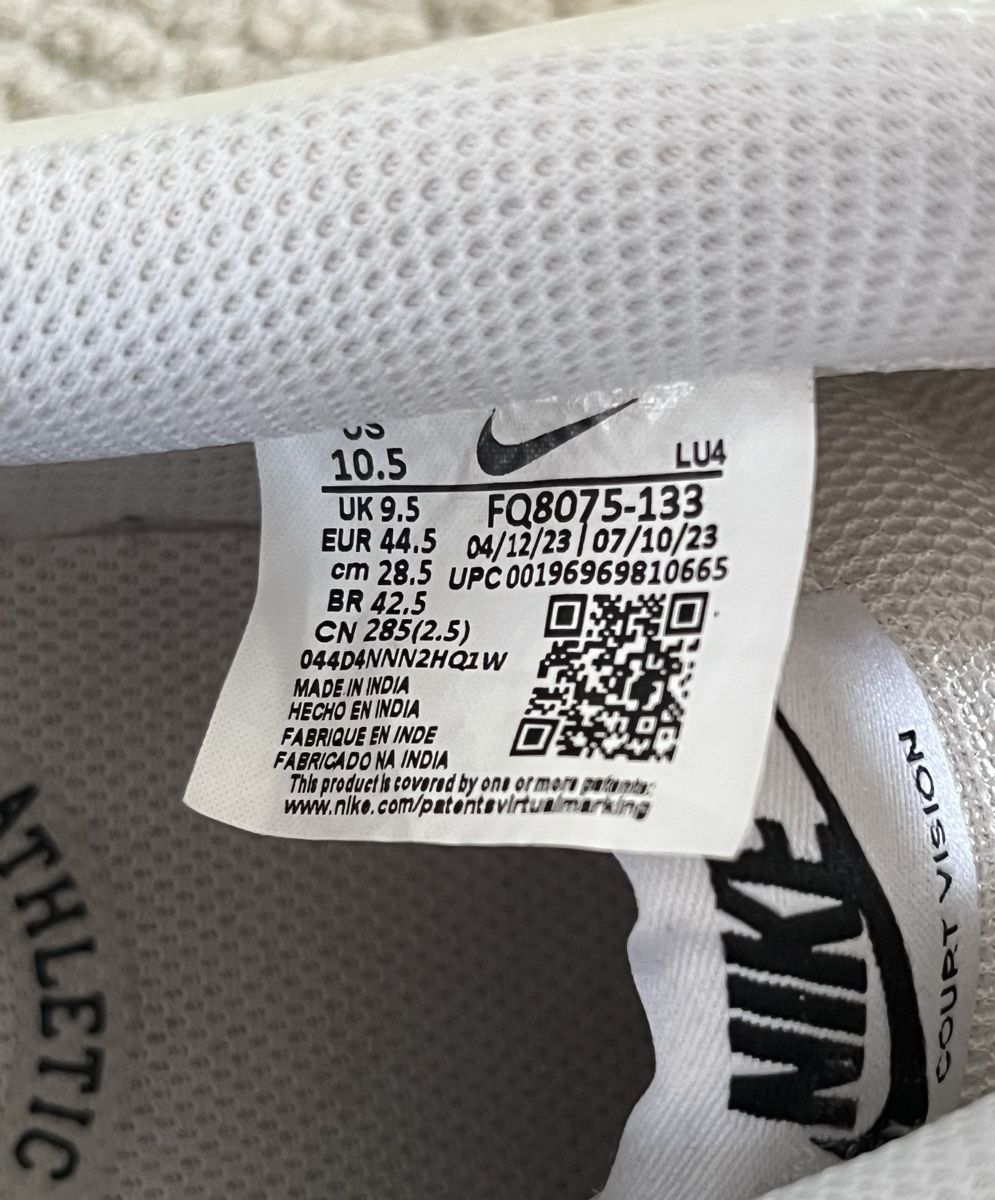 US
10.5
LU4
UK 9.5 FQ8075-133
EUR 44.5 04/12/23 | 07/10/23
cm 28.5 UPC 00196969810665
BR 42.5
CN 285(2.5)
044D4NNN2HQ1W
MADE IN INDIA
HECHO EN INDIA
FABRIQUE EN INDE
FABRICADO NA INDIA
This product is covered by one or more patents:
www.nike.com/patentsvirtualmarking
NIKE
COURT VISION
ATHLETIC